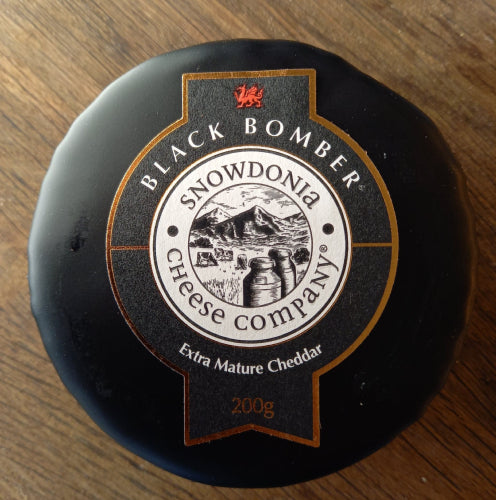 BLACK BOMBER®
SNOWDONIa
cheese company®
Extra Mature Cheddar
200g